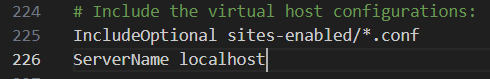 224 # Include the virtual host configurations:
225 IncludeOptional sites-enabled/*.conf
226 ServerName localhost